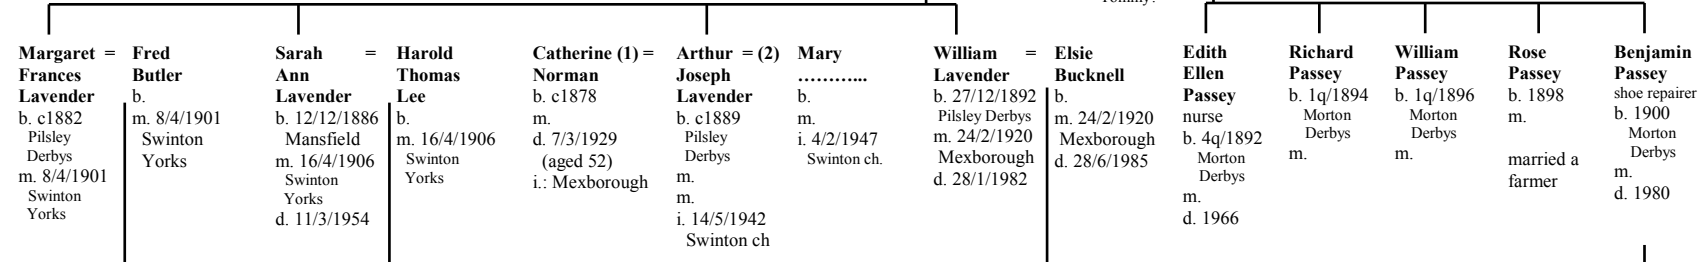 Tommy?
Margaret =
Frances
Lavender
b. c1882
Pilsley
Derbys
m. 8/4/1901
Swinton
Yorks
Fred
Butler
b.
m. 8/4/1901
Swinton
Yorks
Sarah =
Ann
Lavender
b. 12/12/1886
Mansfield
m. 16/4/1906
Swinton
Yorks
d. 11/3/1954
Harold
Thomas
Lee
b.
m. 16/4/1906
Swinton
Yorks
Catherine (1) =
Norman
b. c1878
m.
d. 7/3/1929
(aged 52)
i.: Mexborough
Arthur = (2)
Joseph
Lavender
b. c1889
Pilsley
Derbys
m.
m.
i. 14/5/1942
Swinton ch
Mary
………...
b.
m.
i. 4/2/1947
Swinton ch.
William =
Lavender
b. 27/12/1892
Pilsley Derbys
m. 24/2/1920
Mexborough
d. 28/1/1982
Elsie
Bucknell
b.
m. 24/2/1920
Mexborough
d. 28/6/1985
Edith
Ellen
Passey
nurse
b. 4q/1892
Morton
Derbys
m.
d. 1966
Richard
Passey
b. 1q/1894
Morton
Derbys
m.
William
Passey
b. 1q/1896
Morton
Derbys
m.
Rose
Passey
b. 1898
m.
married a
farmer
Benjamin
Passey
shoe repairer
b. 1900
Morton
Derbys
m.
d. 1980